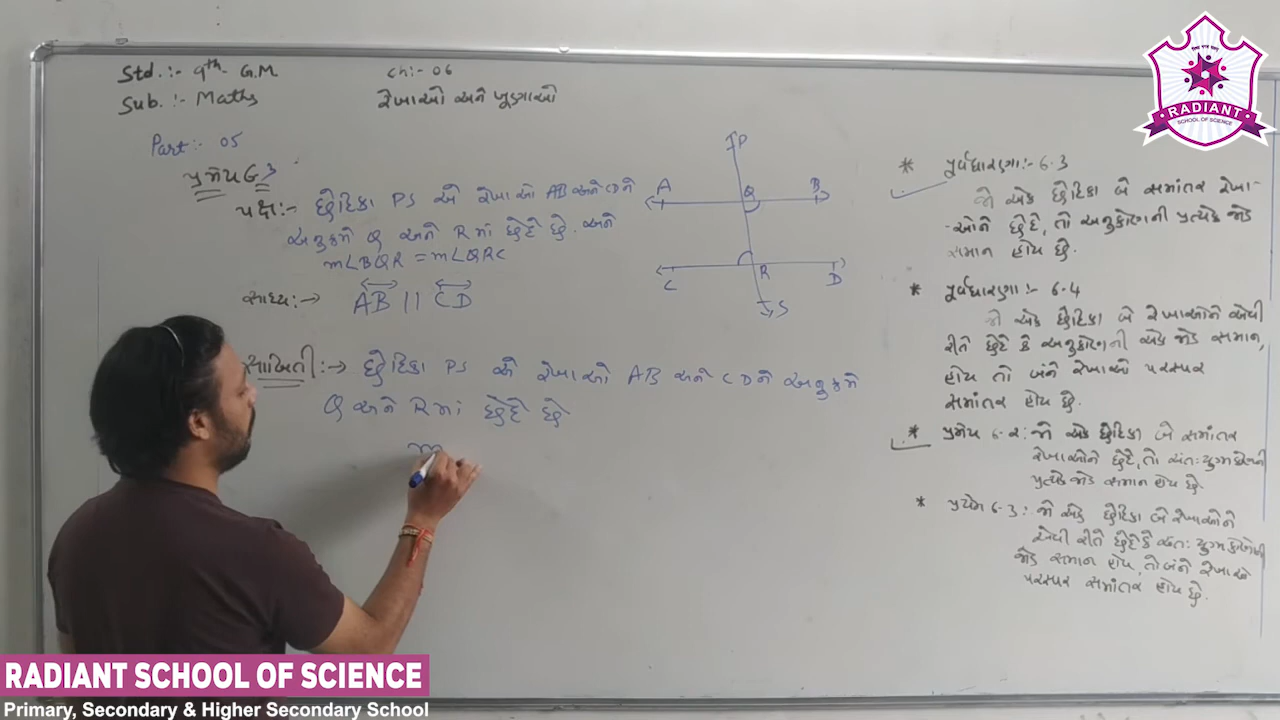 Std. :- 9th G.M
Sub. :- Maths
Ch :- 06
રેખાઓ અને ખૂણાઓ
Part :- 05
પ્રમેય 6.3
પક્ષ :- છેદિકા PS એ રેખાઓ AB અને CD ને
અનુક્રમે Q અને R માં છેદે છે. અને
m∠BQR = m∠QRC
સાધ્ય :→ AB || CD
સાબિતી :→ છેદિકા PS એ રેખાઓ AB અને CD ને અનુક્રમે
Q અને R માં છેદે છે
m
P
A
Q
B
C
R
D
S
* પૂર્વધારણા :- 6.3
જો એક છેદિકા બે સમાંતર રેખા-
ઓને છેદે, તો અનુકોણની પ્રત્યેક જોડ
સમાન હોય છે.
* પૂર્વધારણા :- 6.4
જો એક છેદિકા બે રેખાઓને એવી
રીતે છેદે કે અનુકોણની એક જોડ સમાન,
હોય તો બંને રેખાઓ પરસ્પર
સમાંતર હોય છે.
* પ્રમેય 6.2 : જો એક છેદિકા બે સમાંતર
રેખાઓને છેદે, તો અંત: યુગ્મકોણની
પ્રત્યેક જોડ સમાન હોય છે
* પ્રમેય 6.3 : જો એક છેદિકા બે રેખાઓને
એવી રીતે છેદે કે અંત: યુગ્મકોણની
જોડ સમાન હોય, તો બંને રેખાઓ
પરસ્પર સમાંતર હોય છે.
RADIANT
SCHOOL OF SCIENCE
RADIANT SCHOOL OF SCIENCE
Primary, Secondary & Higher Secondary School